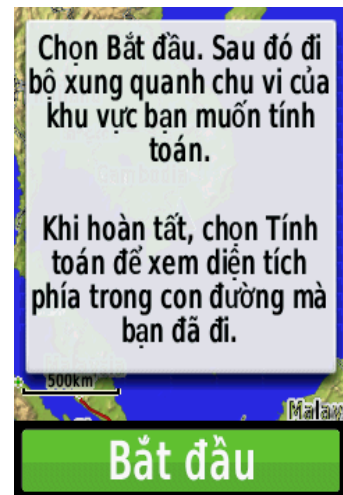 Chọn Bắt đầu. Sau đó đi
bộ xung quanh chu vi của
khu vực bạn muốn tính
toán.
Khi hoàn tất, chọn Tính
toán để xem diện tích
phía trong con đường mà
bạn đã đi.
500km
Bắt đầu